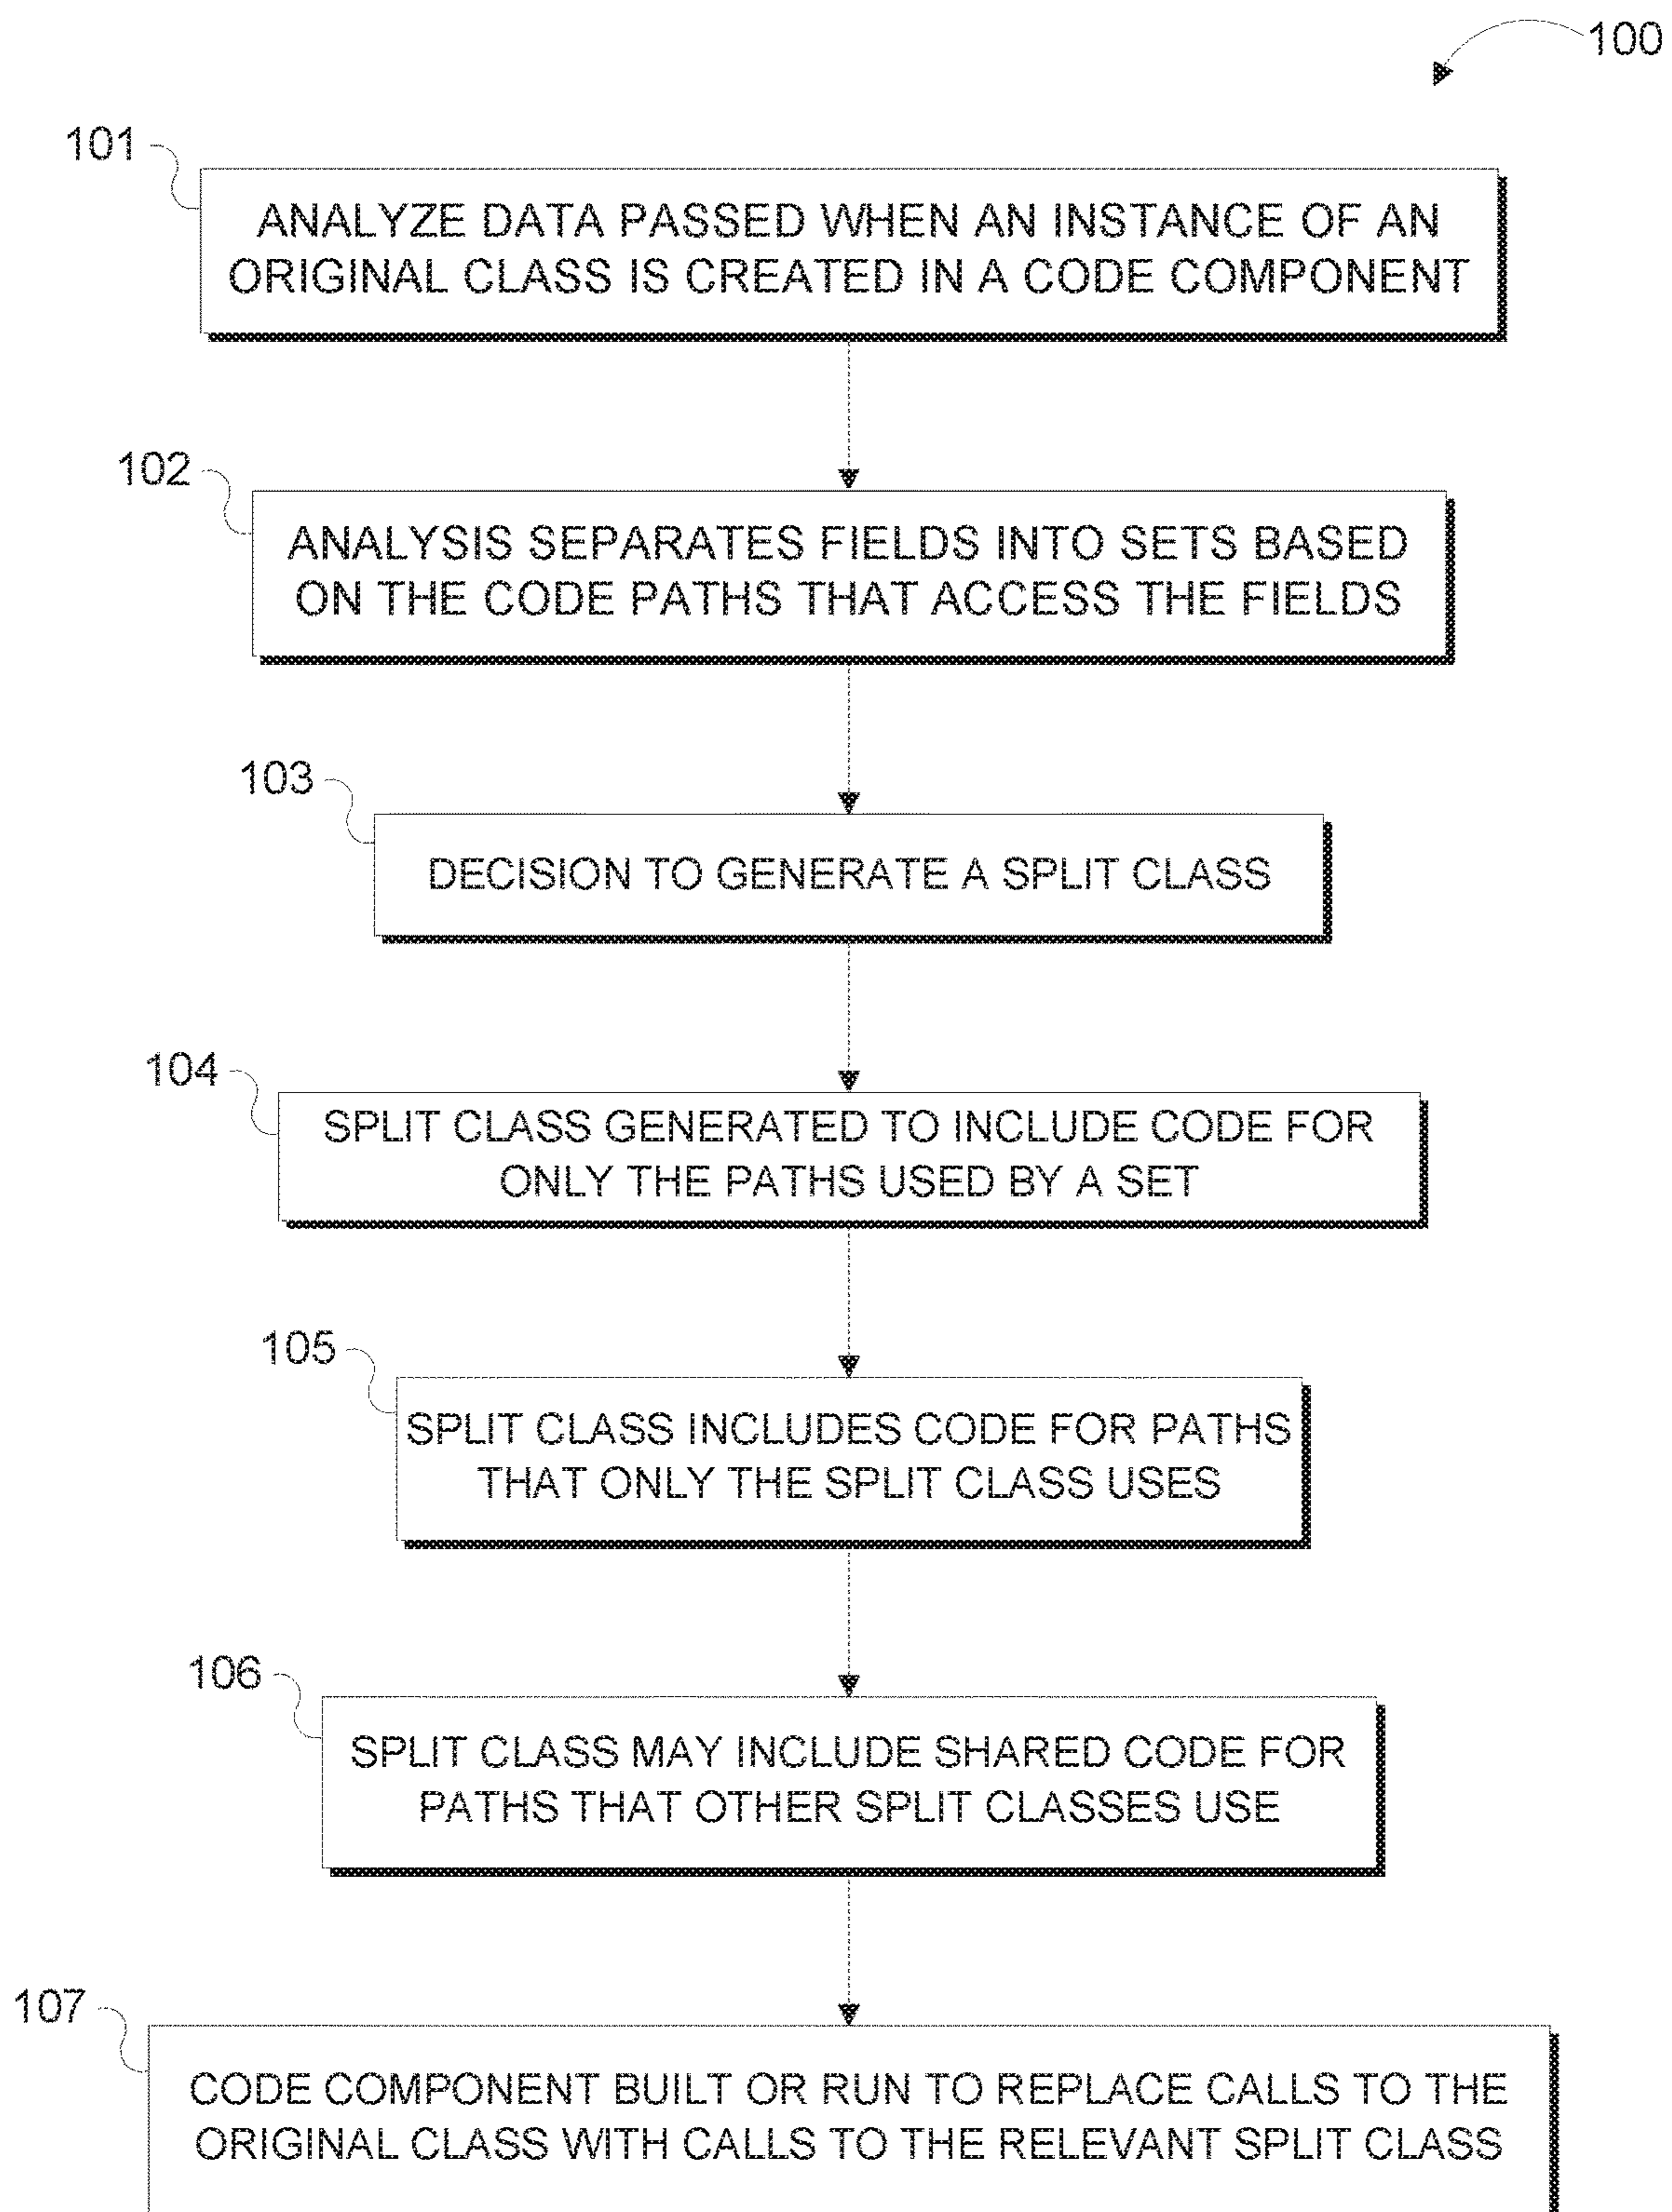 100
101
ANALYZE DATA PASSED WHEN AN INSTANCE OF AN
ORIGINAL CLASS IS CREATED IN A CODE COMPONENT
102
ANALYSIS SEPARATES FIELDS INTO SETS BASED
ON THE CODE PATHS THAT ACCESS THE FIELDS
103
DECISION TO GENERATE A SPLIT CLASS
104
SPLIT CLASS GENERATED TO INCLUDE CODE FOR
ONLY THE PATHS USED BY A SET
105
SPLIT CLASS INCLUDES CODE FOR PATHS
THAT ONLY THE SPLIT CLASS USES
106
SPLIT CLASS MAY INCLUDE SHARED CODE FOR
PATHS THAT OTHER SPLIT CLASSES USE
107
CODE COMPONENT BUILT OR RUN TO REPLACE CALLS TO THE
ORIGINAL CLASS WITH CALLS TO THE RELEVANT SPLIT CLASS